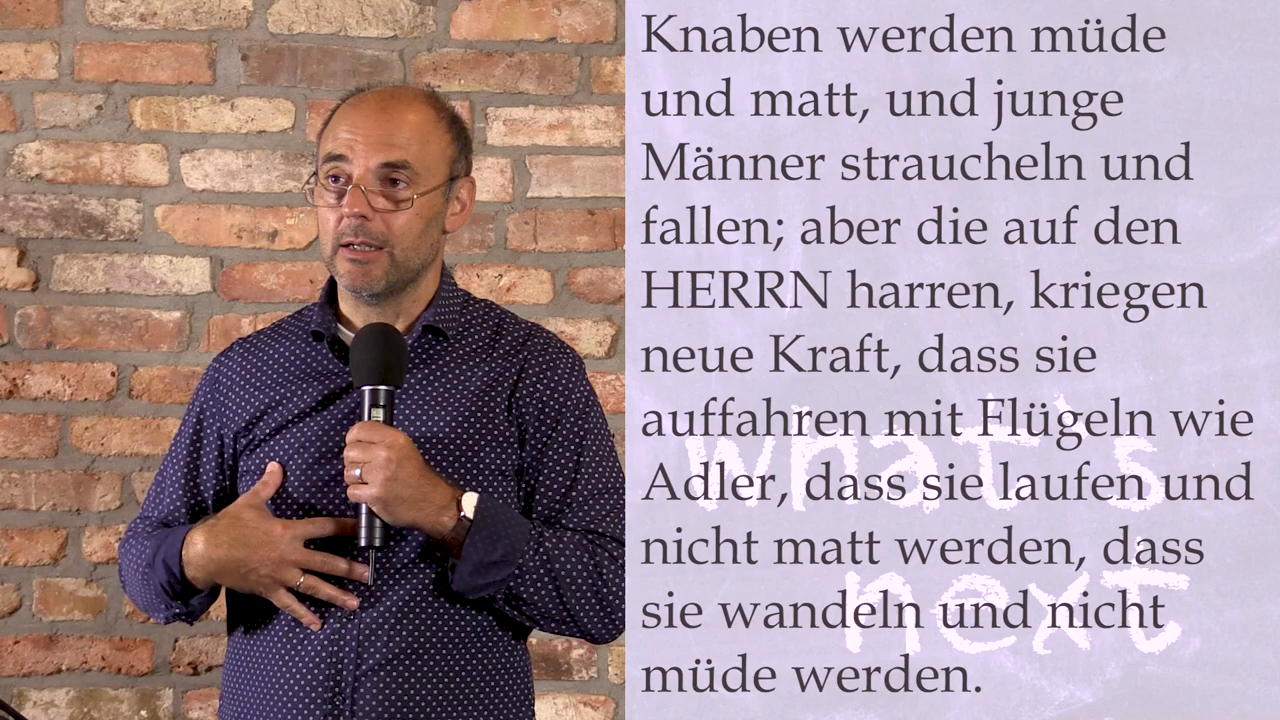 Knaben werden müde
und matt, und junge
Männer straucheln und
fallen; aber die auf den
HERRN harren, kriegen
neue Kraft, dass sie
auffahren mit Flügeln wie
Adler, dass sie laufen und
nicht matt werden, dass
sie wandeln und nicht
müde werden.
what's
next